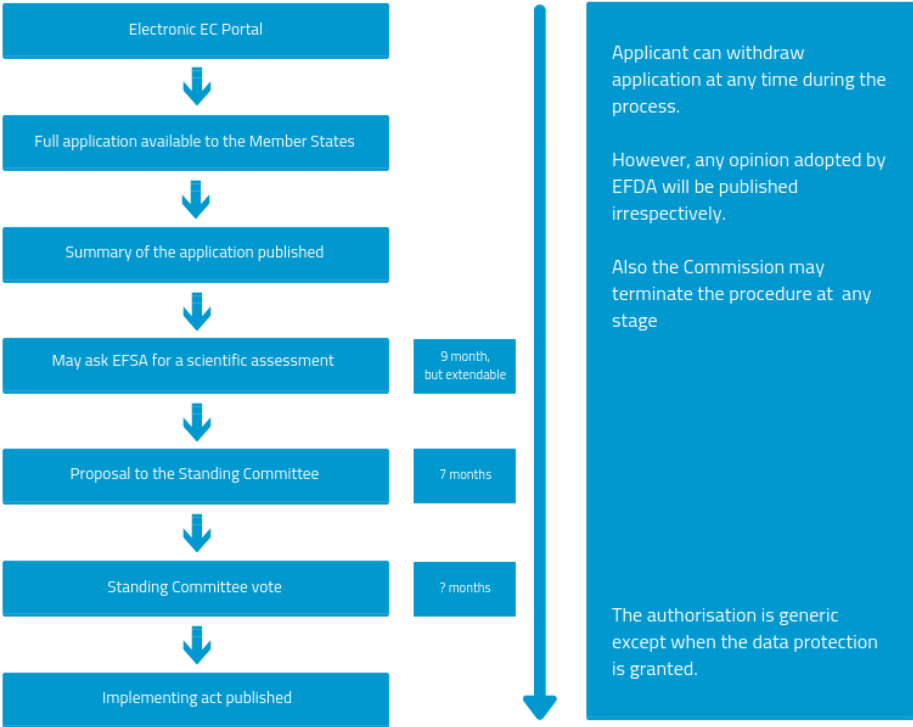 Electronic EC Portal
Full application available to the Member States
Summary of the application published
May ask EFSA for a scientific assessment
9 month,
but extendable
Proposal to the Standing Committee
7 months
Standing Committee vote
? months
Implementing act published
Applicant can withdraw
application at any time during the
process.
However, any opinion adopted by
EFDA will be published
irrespectively.
Also the Commission may
terminate the procedure at any
stage
The authorisation is generic
except when the data protection
is granted.